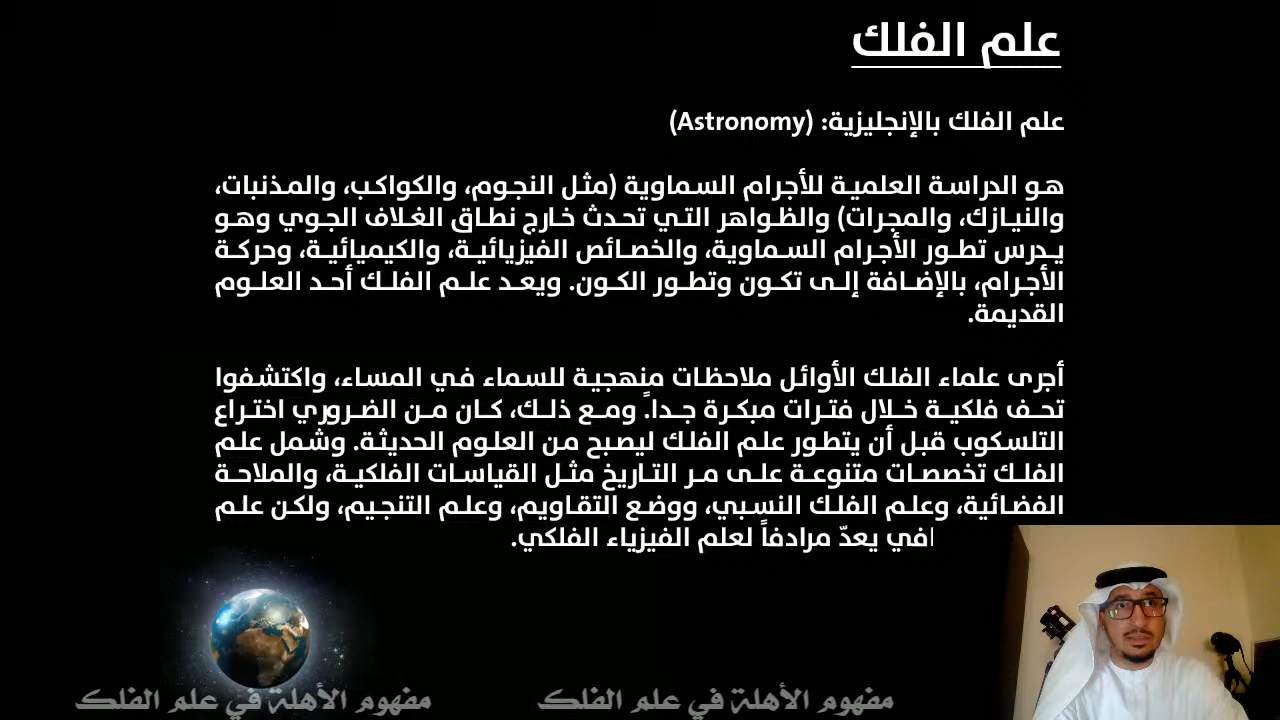 علم الفلك
علم الفلك بالإنجليزية: (Astronomy)
هو الدراسة العلمية للأجرام السماوية (مثل النجوم، والكواكب، والمذنبات،
والنيازك، والمجرات) والظواهر التي تحدث خارج نطاق الغلاف الجوي وهو
يدرس تطور الأجرام السماوية، والخصائص الفيزيائية، والكيميائية، وحركة
الأجرام، بالإضافة إلى تكون وتطور الكون. ويعد علم الفلك أحد العلوم
القديمة.
أجرى علماء الفلك الأوائل ملاحظات منهجية للسماء في المساء، واكتشفوا
تحف فلكية خلال فترات مبكرة جداً. ومع ذلك، كان من الضروري اختراع
التلسكوب قبل أن يتطور علم الفلك ليصبح من العلوم الحديثة. وشمل علم
الفلك تخصصات متنوعة على مر التاريخ مثل القياسات الفلكية، والملاحة
الفضائية، وعلم الفلك النسبي، ووضع التقاويم، وعلم التنجيم، ولكن علم
يعدّ مرادفاً لعلم الفيزياء الفلكي.
مفهوم الأهلة في علم الفلك
مفهوم الأهلة في علم الفلك